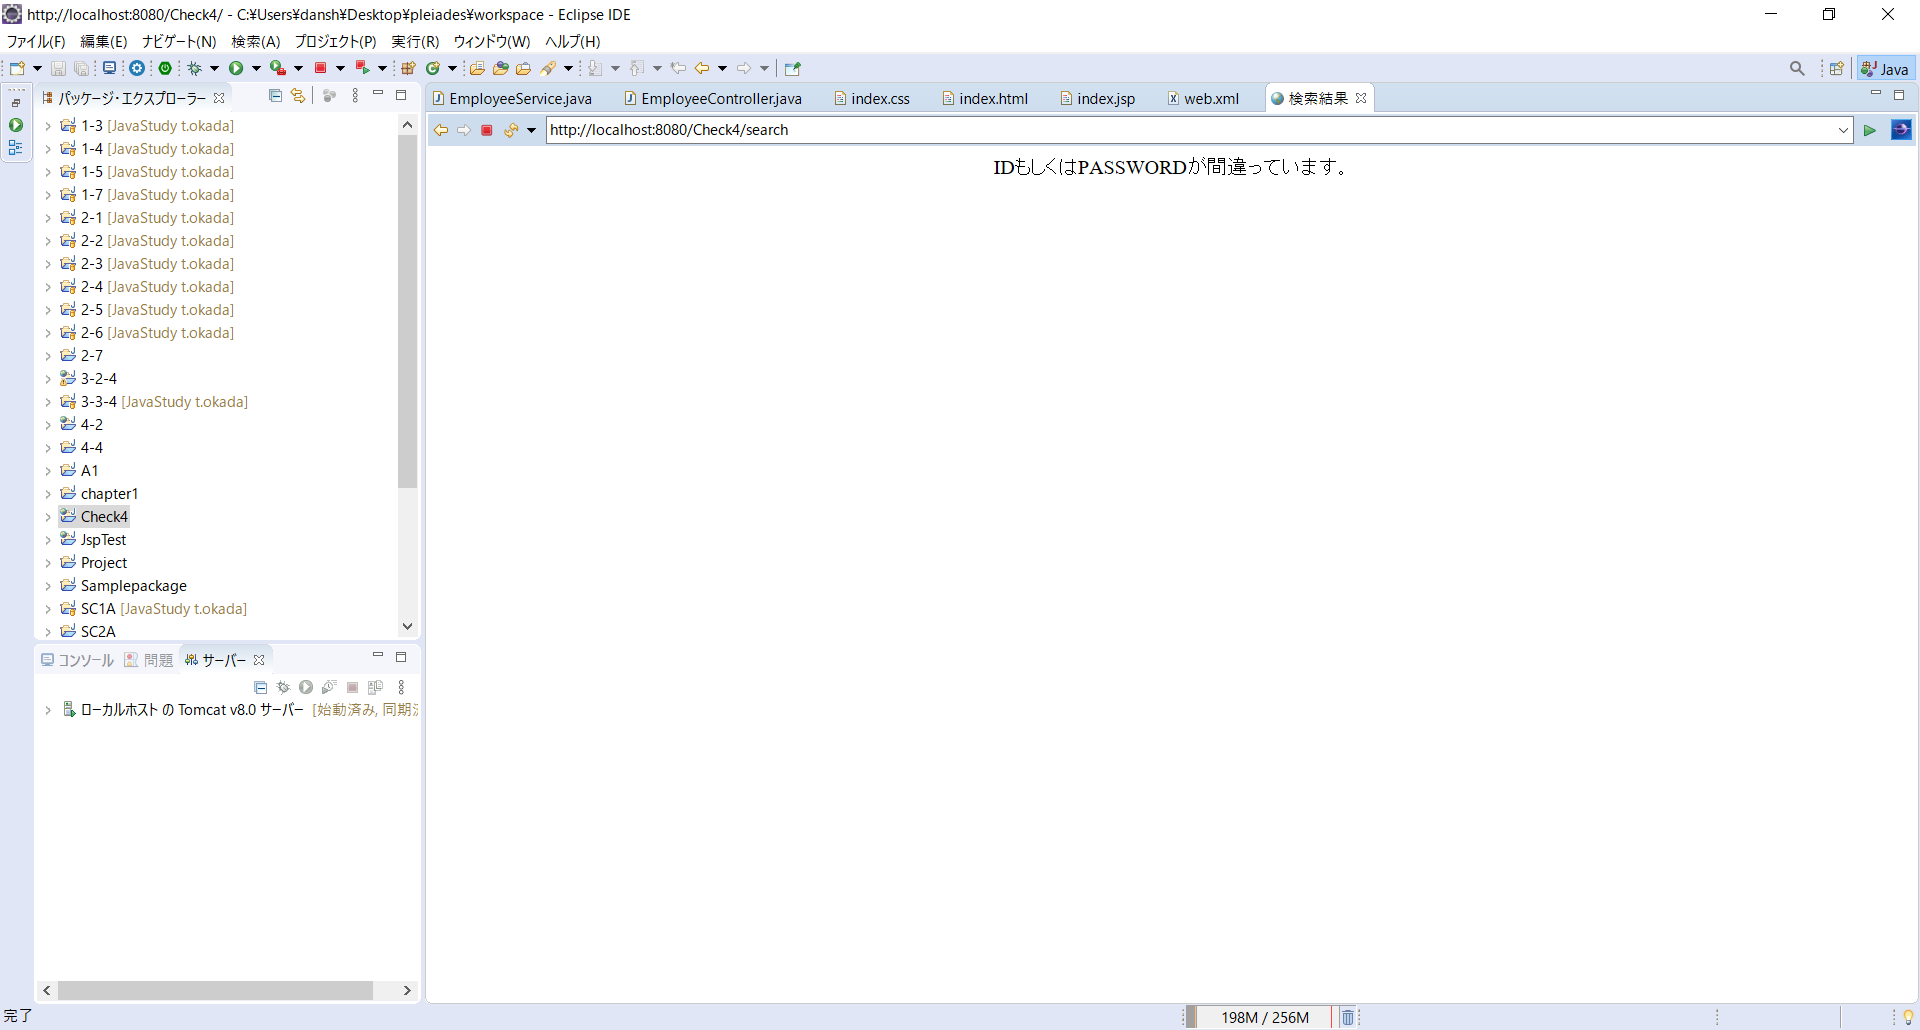 http://localhost:8080/Check4/ - C:¥Users¥dansh¥Desktop¥pleiades¥workspace - Eclipse IDE
ファイル(F) 編集(E) ナビゲート(N) 検索(A) プロジェクト(P) 実行(R) ウィンドウ(W) ヘルプ(H)
Java
パッケージ・エクスプローラー
EmployeeService.java EmployeeController.java index.css index.html index.jsp web.xml 検索結果
http://localhost:8080/Check4/search
IDもしくはPASSWORDが間違っています。
1-3 [JavaStudy t.okada]
1-4 [JavaStudy t.okada]
1-5 [JavaStudy t.okada]
1-7 [JavaStudy t.okada]
2-1 [JavaStudy t.okada]
2-2 [JavaStudy t.okada]
2-3 [JavaStudy t.okada]
2-4 [JavaStudy t.okada]
2-5 [JavaStudy t.okada]
2-6 [JavaStudy t.okada]
2-7
3-2-4
3-3-4 [JavaStudy t.okada]
4-2
4-4
A1
chapter1
Check4
JspTest
Project
Samplepackage
SC1A [JavaStudy t.okada]
SC2A
コンソール 問題 サーバー
ローカルホスト の Tomcat v8.0 サーバー [始動済み, 同期
完了
198M / 256M